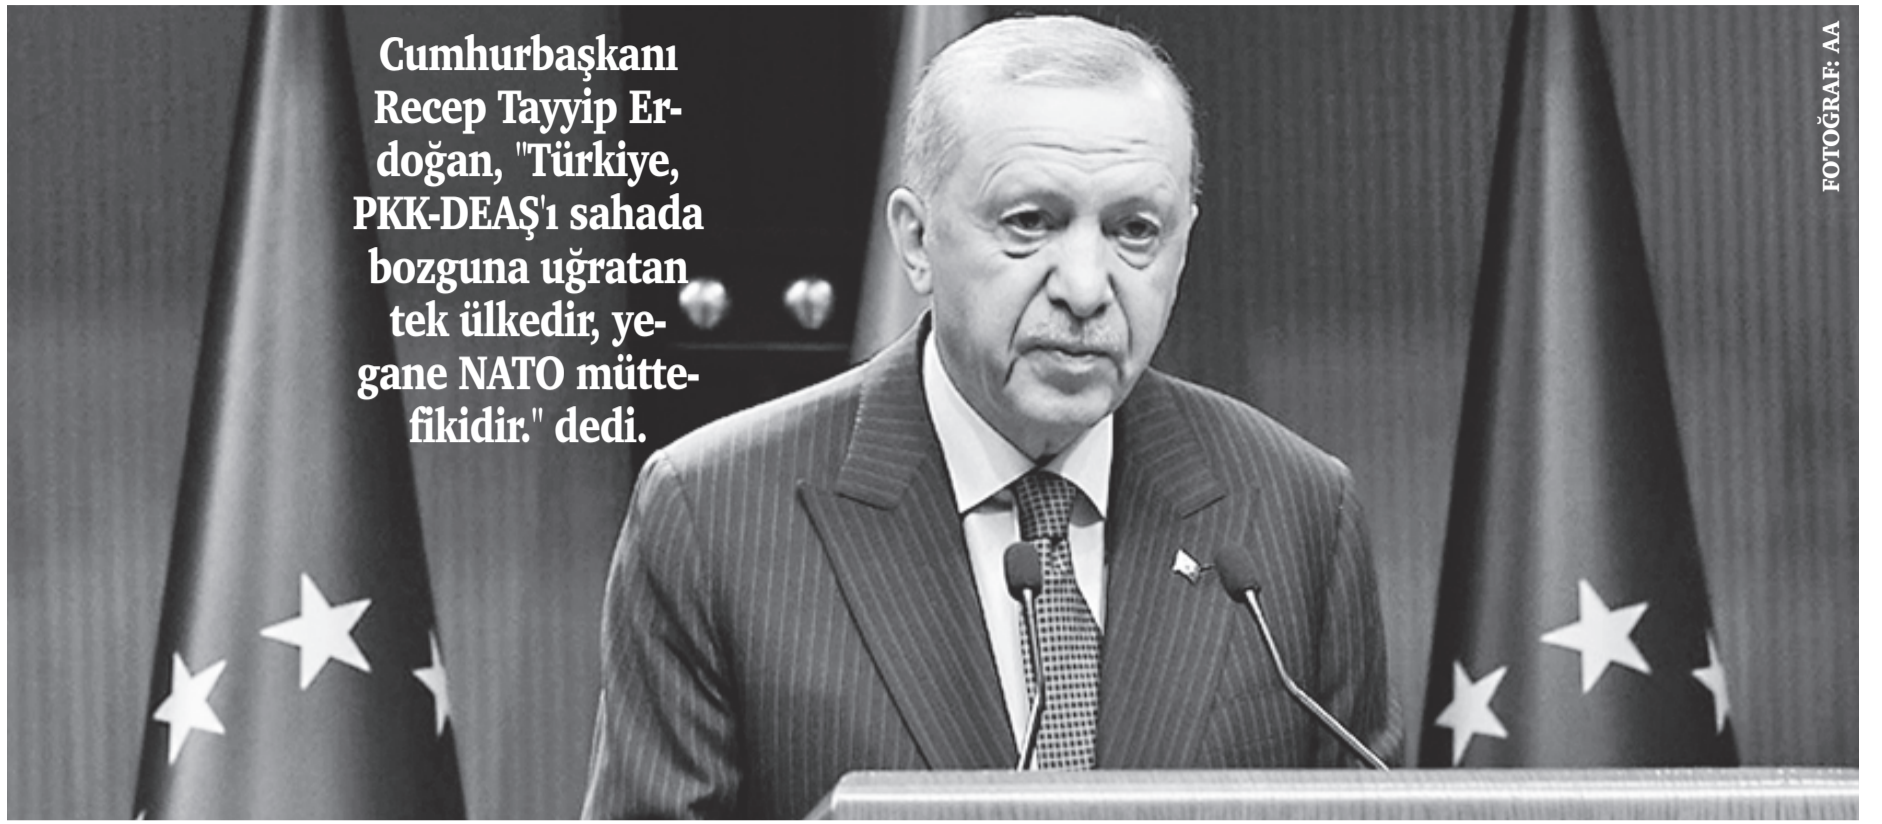 Cumhurbaşkanı
Recep Tayyip Er-
doğan, "Türkiye,
PKK-DEAŞ'ı sahada
bozguna uğratan
tek ülkedir, ye-
gane NATO mütte-
fikidir." dedi.
FOTOĞRAF: AA